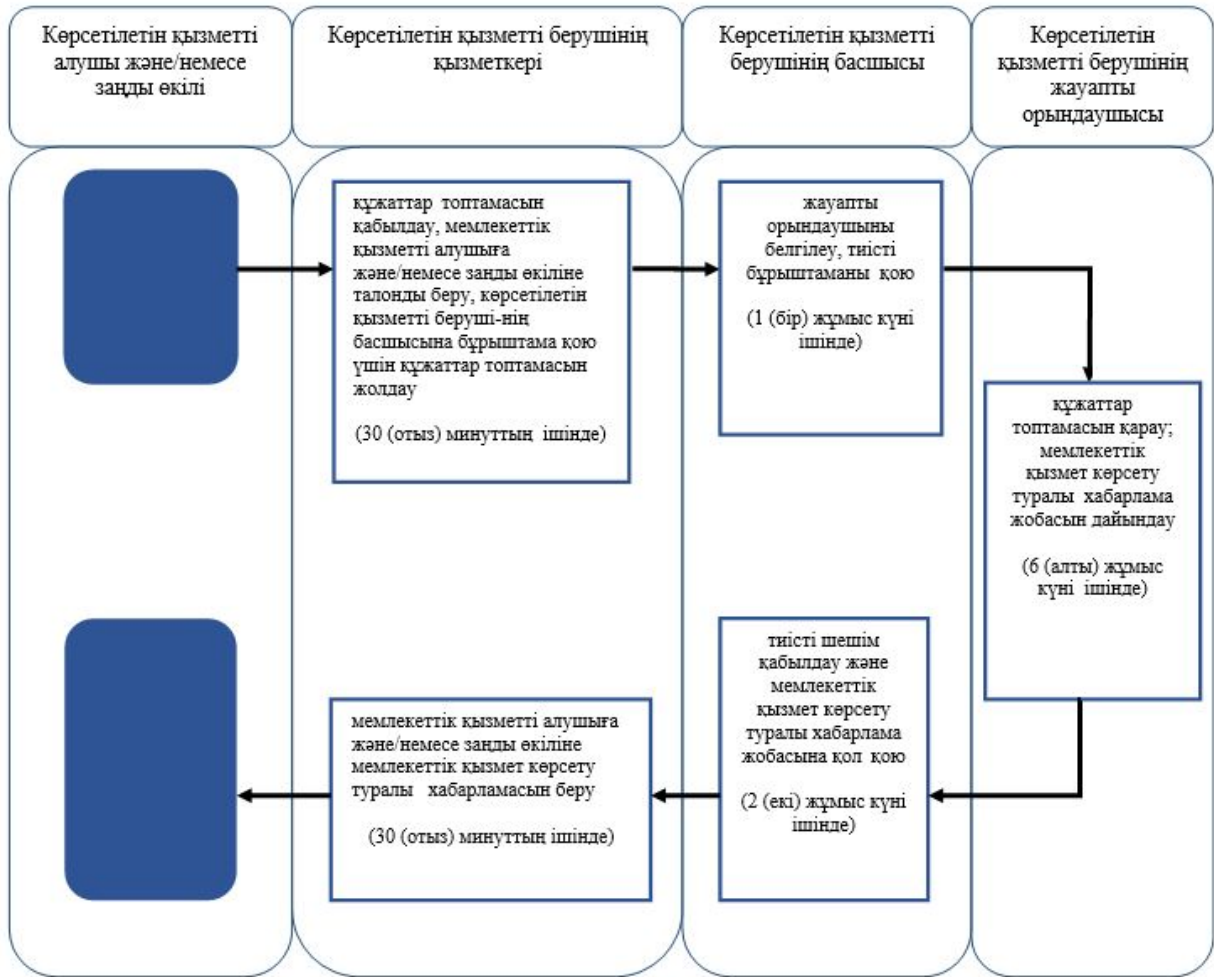 Көрсетілетін қызметті
алушы және/немесе
заңды өкілі
Көрсетілетін қызметті берушінің
қызметкері
Көрсетілетін қызметті
берушінің басшысы
Көрсетілетін
қызметті берушінің
жауапты
орындаушысы
құжаттар топтамасын
қабылдау, мемлекеттік
қызметті алушыға
және/немесе заңды өкіліне
талонды беру, көрсетілетін
қызметті беруші-нің
басшысына бұрыштама қою
үшін құжаттар топтамасын
жолдау
(30 (отыз) минуттың ішінде)
жауапты
орындаушыны
белгілеу, тиісті
бұрыштаманы қою
(1 (бір) жұмыс күні
ішінде)
құжаттар
топтамасын қарау;
мемлекеттік
қызмет көрсету
туралы хабарлама
жобасын дайындау
(6 (алты) жұмыс
күні ішінде)
тиісті шешім
қабылдау және
мемлекеттік
қызмет көрсету
туралы хабарлама
жобасына қол қою
(2 (екі) жұмыс күні
ішінде)
мемлекеттік қызметті алушыға
және/немесе заңды өкіліне
мемлекеттік қызмет көрсету
туралы хабарламасын беру
(30 (отыз) минуттың ішінде)